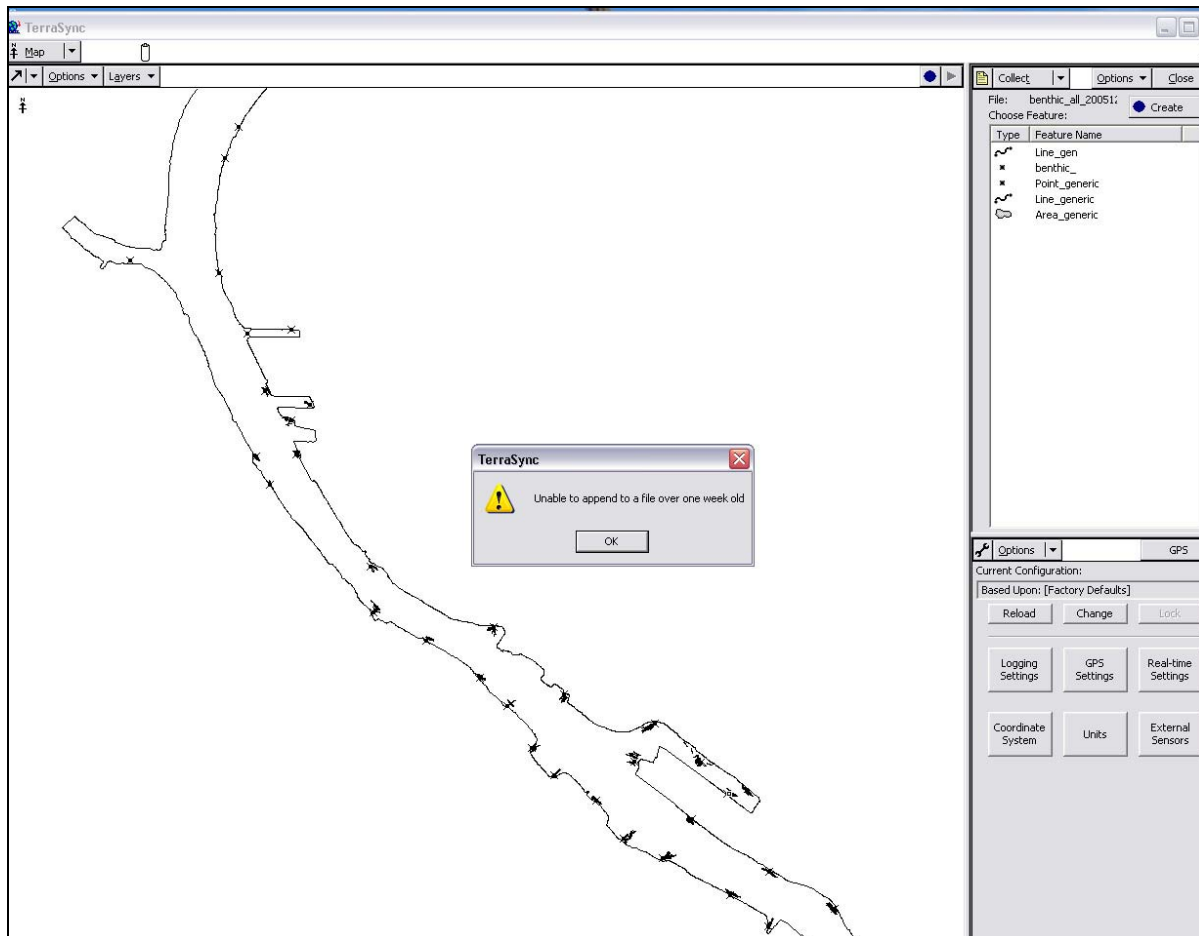 TerraSync
N
Map
Options Layers
N
Collect Options Close
File: benthic_all_20051
Create
Choose Feature:
Type Feature Name
Line_gen
benthic_
Point_generic
Line_generic
Area_generic
TerraSync
Unable to append to a file over one week old
OK
Options GPS
Current Configuration:
Based Upon: [Factory Defaults]
Reload Change Lock
Logging Settings
GPS Settings
Real-time Settings
Coordinate System
Units
External Sensors